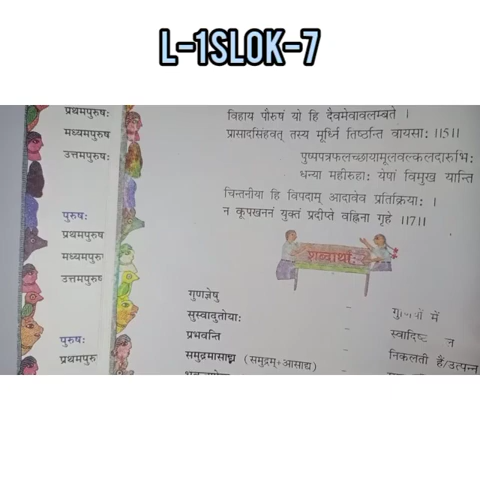 L-1SLOK-7
प्रथमपुरुषः
मध्यमपुरुष
उत्तमपुरुषः
पुरुषः
प्रथमपुरुष
मध्यमपुरुष
उत्तमपुरुष
पुरुषः
प्रथमपुरु
विहाय पौरुषं यो हि दैवमेवावलम्बते ।
प्रासादसिंहवत् तस्य मूर्ध्नि तिष्ठन्ति वायसाः ॥5॥
पुष्पपत्रफलच्छायामूलवल्कलदारुभिः
धन्या महीरुहाः येषां विमुख यान्ति
चिन्तनीया हि विपदाम् आदावेव प्रतिक्रियाः ।
न कूपखननं युक्तं प्रदीप्ते वह्निना गृहे ॥7॥
शब्दार्थाः
गुणज्ञेषु – में
सुस्वादुतोयाः – स्वादिष्ट
प्रभवन्ति – निकलती हैं/उत्पन्न
समुद्रमासाद्य (समुद्रम्+आसाद्य) –